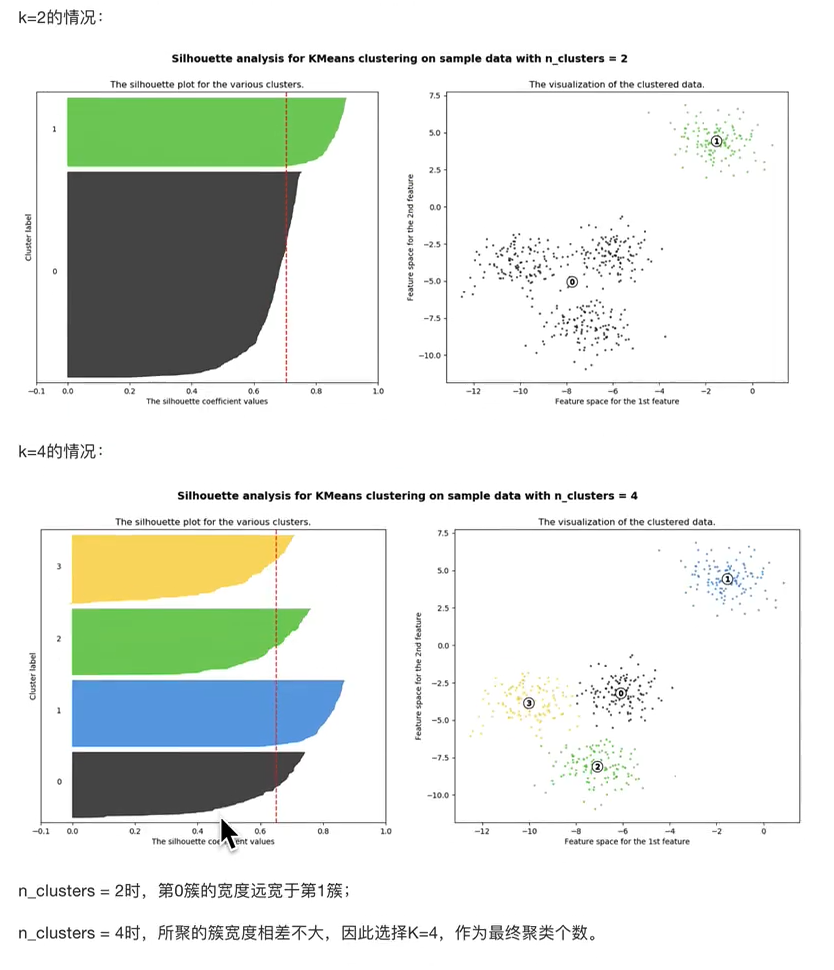 k=2的情况：
Silhouette analysis for KMeans clustering on sample data with n_clusters = 2
The silhouette plot for the various clusters.
Cluster label
1
0
−0.1 0.0 0.2 0.4 0.6 0.8 1.0
The silhouette coefficient values
The visualization of the clustered data.
Feature space for the 2nd feature
7.5
5.0
2.5
0.0
−2.5
−5.0
−7.5
−10.0
1
0
−12 −10 −8 −6 −4 −2 0
Feature space for the 1st feature
k=4的情况：
Silhouette analysis for KMeans clustering on sample data with n_clusters = 4
The silhouette plot for the various clusters.
Cluster label
3
2
1
0
−0.1 0.0 0.2 0.4 0.6 0.8 1.0
The silhouette coefficient values
The visualization of the clustered data.
Feature space for the 2nd feature
7.5
5.0
2.5
0.0
−2.5
−5.0
−7.5
−10.0
1
0
3
2
−12 −10 −8 −6 −4 −2 0
Feature space for the 1st feature
n_clusters = 2时，第0簇的宽度远宽于第1簇；
n_clusters = 4时，所聚的簇宽度相差不大，因此选择K=4，作为最终聚类个数。